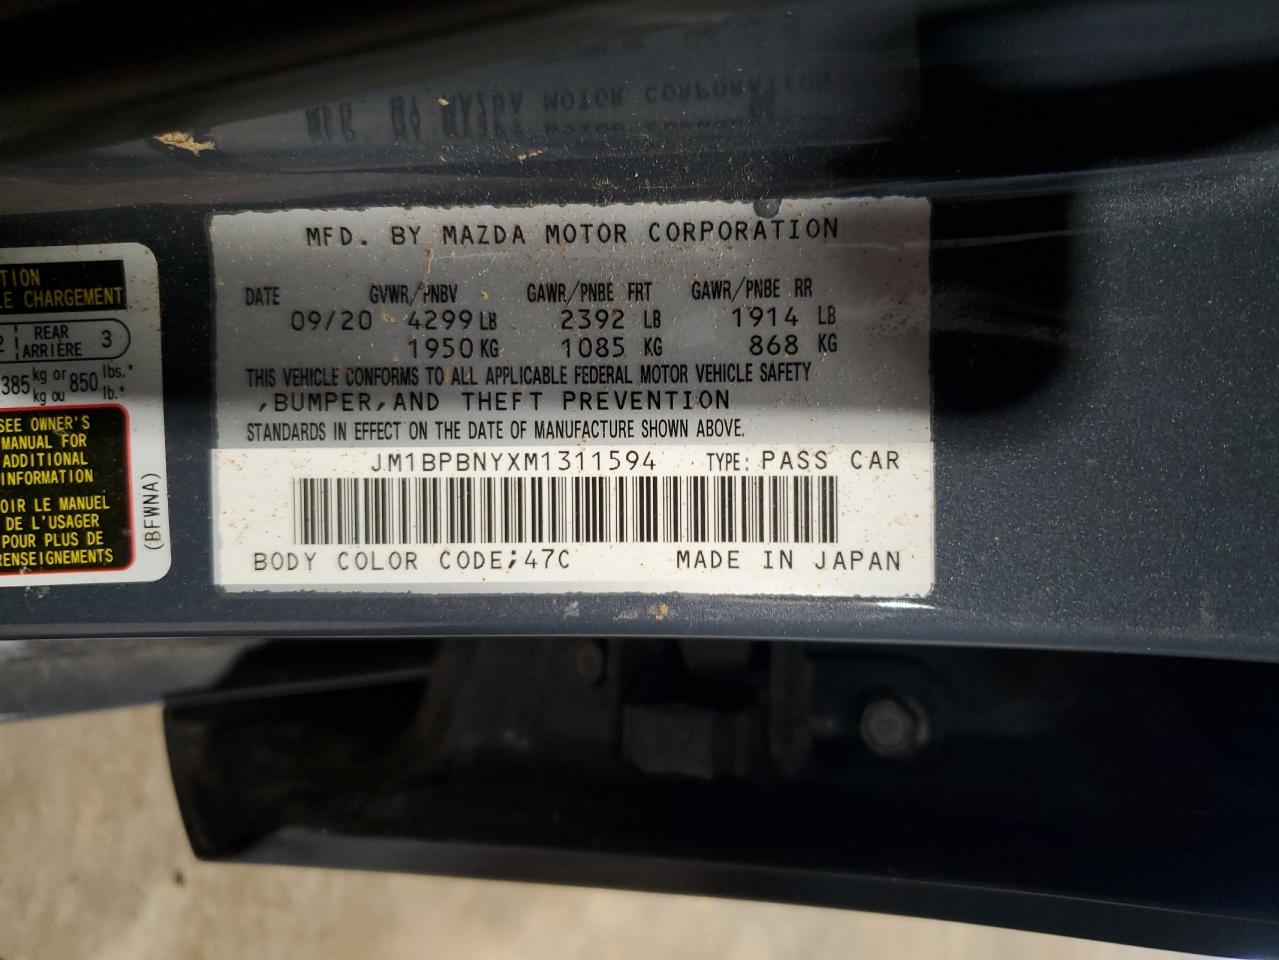 MFD. BY MAZDA MOTOR CORPORATION
DATE GVWR/PNBV GAWR/PNBE FRT GAWR/PNBE RR
09/20 4299 LB 2392 LB 1914 LB
1950 KG 1085 KG 868 KG
THIS VEHICLE CONFORMS TO ALL APPLICABLE FEDERAL MOTOR VEHICLE SAFETY
,BUMPER,AND THEFT PREVENTION
STANDARDS IN EFFECT ON THE DATE OF MANUFACTURE SHOWN ABOVE.
JM1BPBNYXM1311594 TYPE: PASS CAR
BODY COLOR CODE;47C MADE IN JAPAN
TION
LE CHARGEMENT
2 REAR 3
ARRIÈRE
385 kg or 850 lbs.*
kg ou lb.*
SEE OWNER'S
MANUAL FOR
ADDITIONAL
INFORMATION
OIR LE MANUEL
DE L'USAGER
POUR PLUS DE
RENSEIGNEMENTS
(BFWNA)